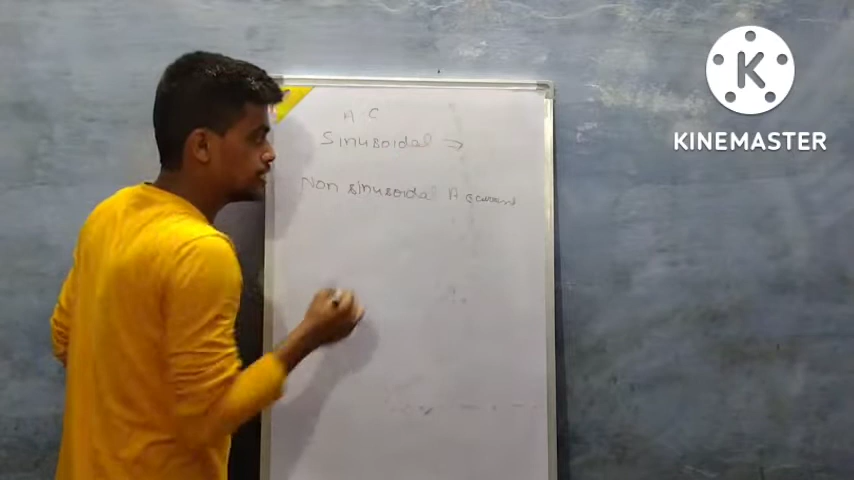 A C
Sinusoidal →
Non sinusoidal A c current
KINEMASTER